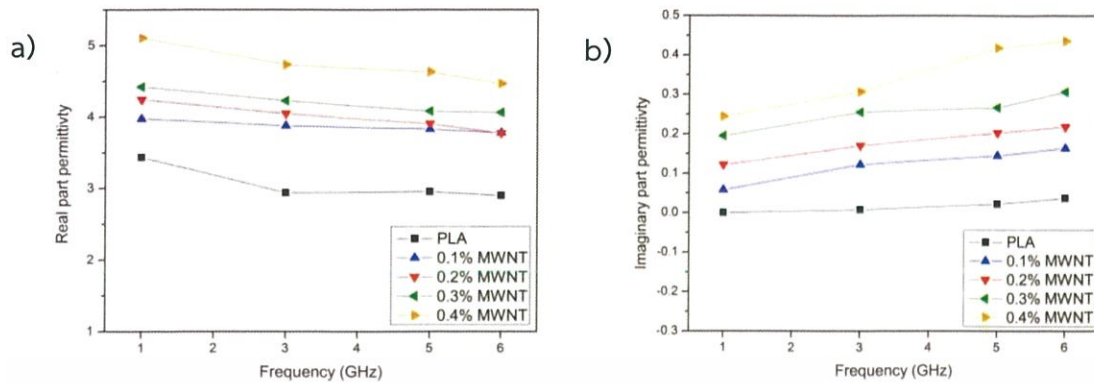 a)
Real part permittivty
5
4
3
2
1
1 2 3 4 5 6
Frequency (GHz)
PLA
0.1% MWNT
0.2% MWNT
0.3% MWNT
0.4% MWNT
b)
Imaginary part permittivty
0.5
0.4
0.3
0.2
0.1
0.0
-0.1
-0.2
-0.3
1 2 3 4 5 6
Frequency (GHz)
PLA
0.1% MWNT
0.2% MWNT
0.3% MWNT
0.4% MWNT